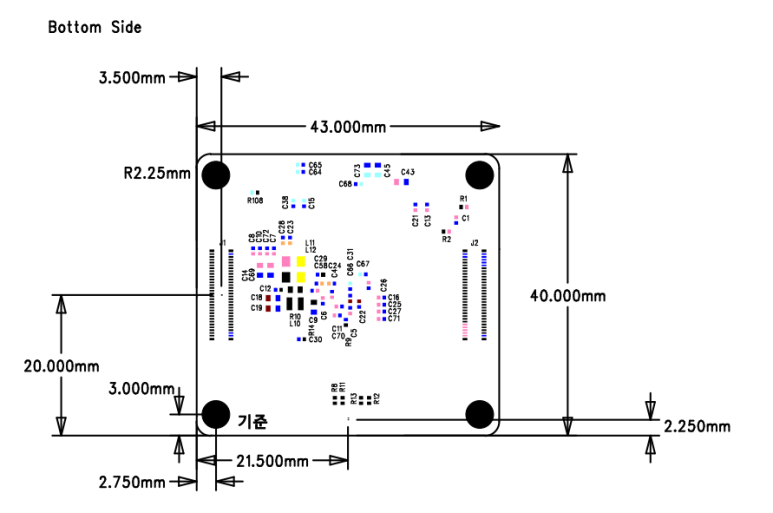 Bottom Side
3.500mm
43.000mm
R2.25mm
C65
C64
C73
C45
C68
C43
R108
C38
C15
C21
C13
R1
C1
R2
J1
J2
C8
C10
C72
C7
C28
C23
L11
L12
C14
C69
C29
C58
C24
C4
C31
C66
C67
C12
C18
C19
R10
L10
C9
C6
C22
C26
C16
C25
C27
C71
R14
C30
C11
C70
R9
C5
40.000mm
20.000mm
3.000mm
R8
R11
R13
R12
기준
2.250mm
21.500mm
2.750mm